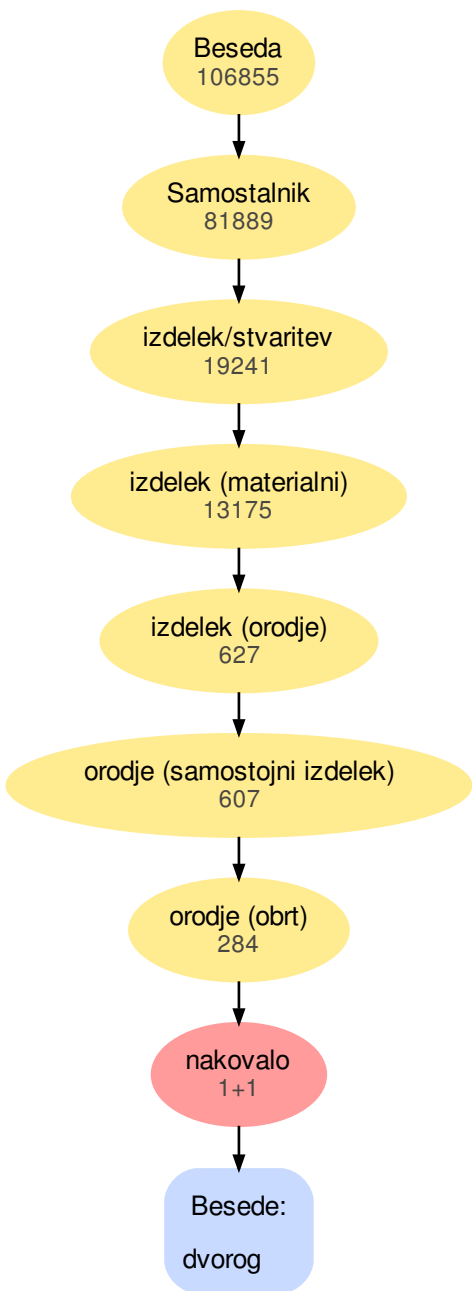 Beseda
106855
Samostalnik
81889
izdelek/stvaritev
19241
izdelek (materialni)
13175
izdelek (orodje)
627
orodje (samostojni izdelek)
607
orodje (obrt)
284
nakovalo
1+1
Besede:
dvorog